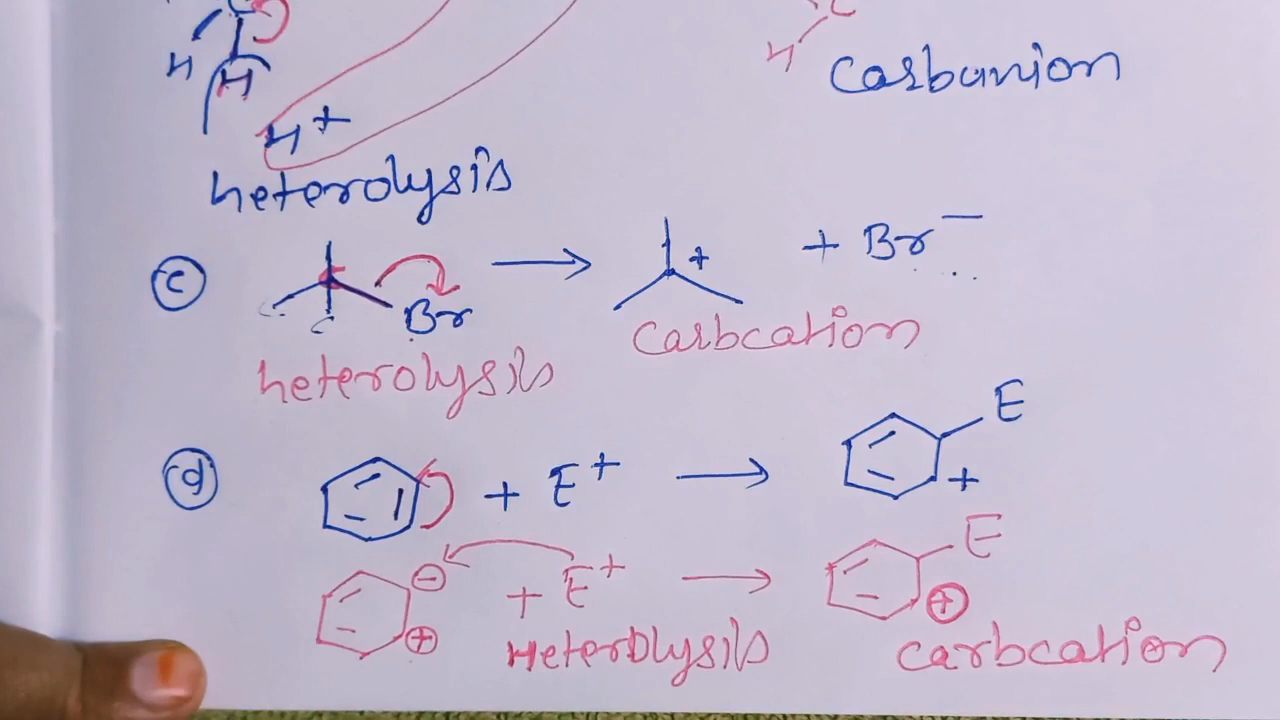 C
H
H
H
H+
carbanion
heterolysis
(c) C C Br → + + Br–
heterolysis
carbcation
(d) + E+ → E +
⊖ ⊕ + E+ → E ⊕
Heterolysis
carbcation